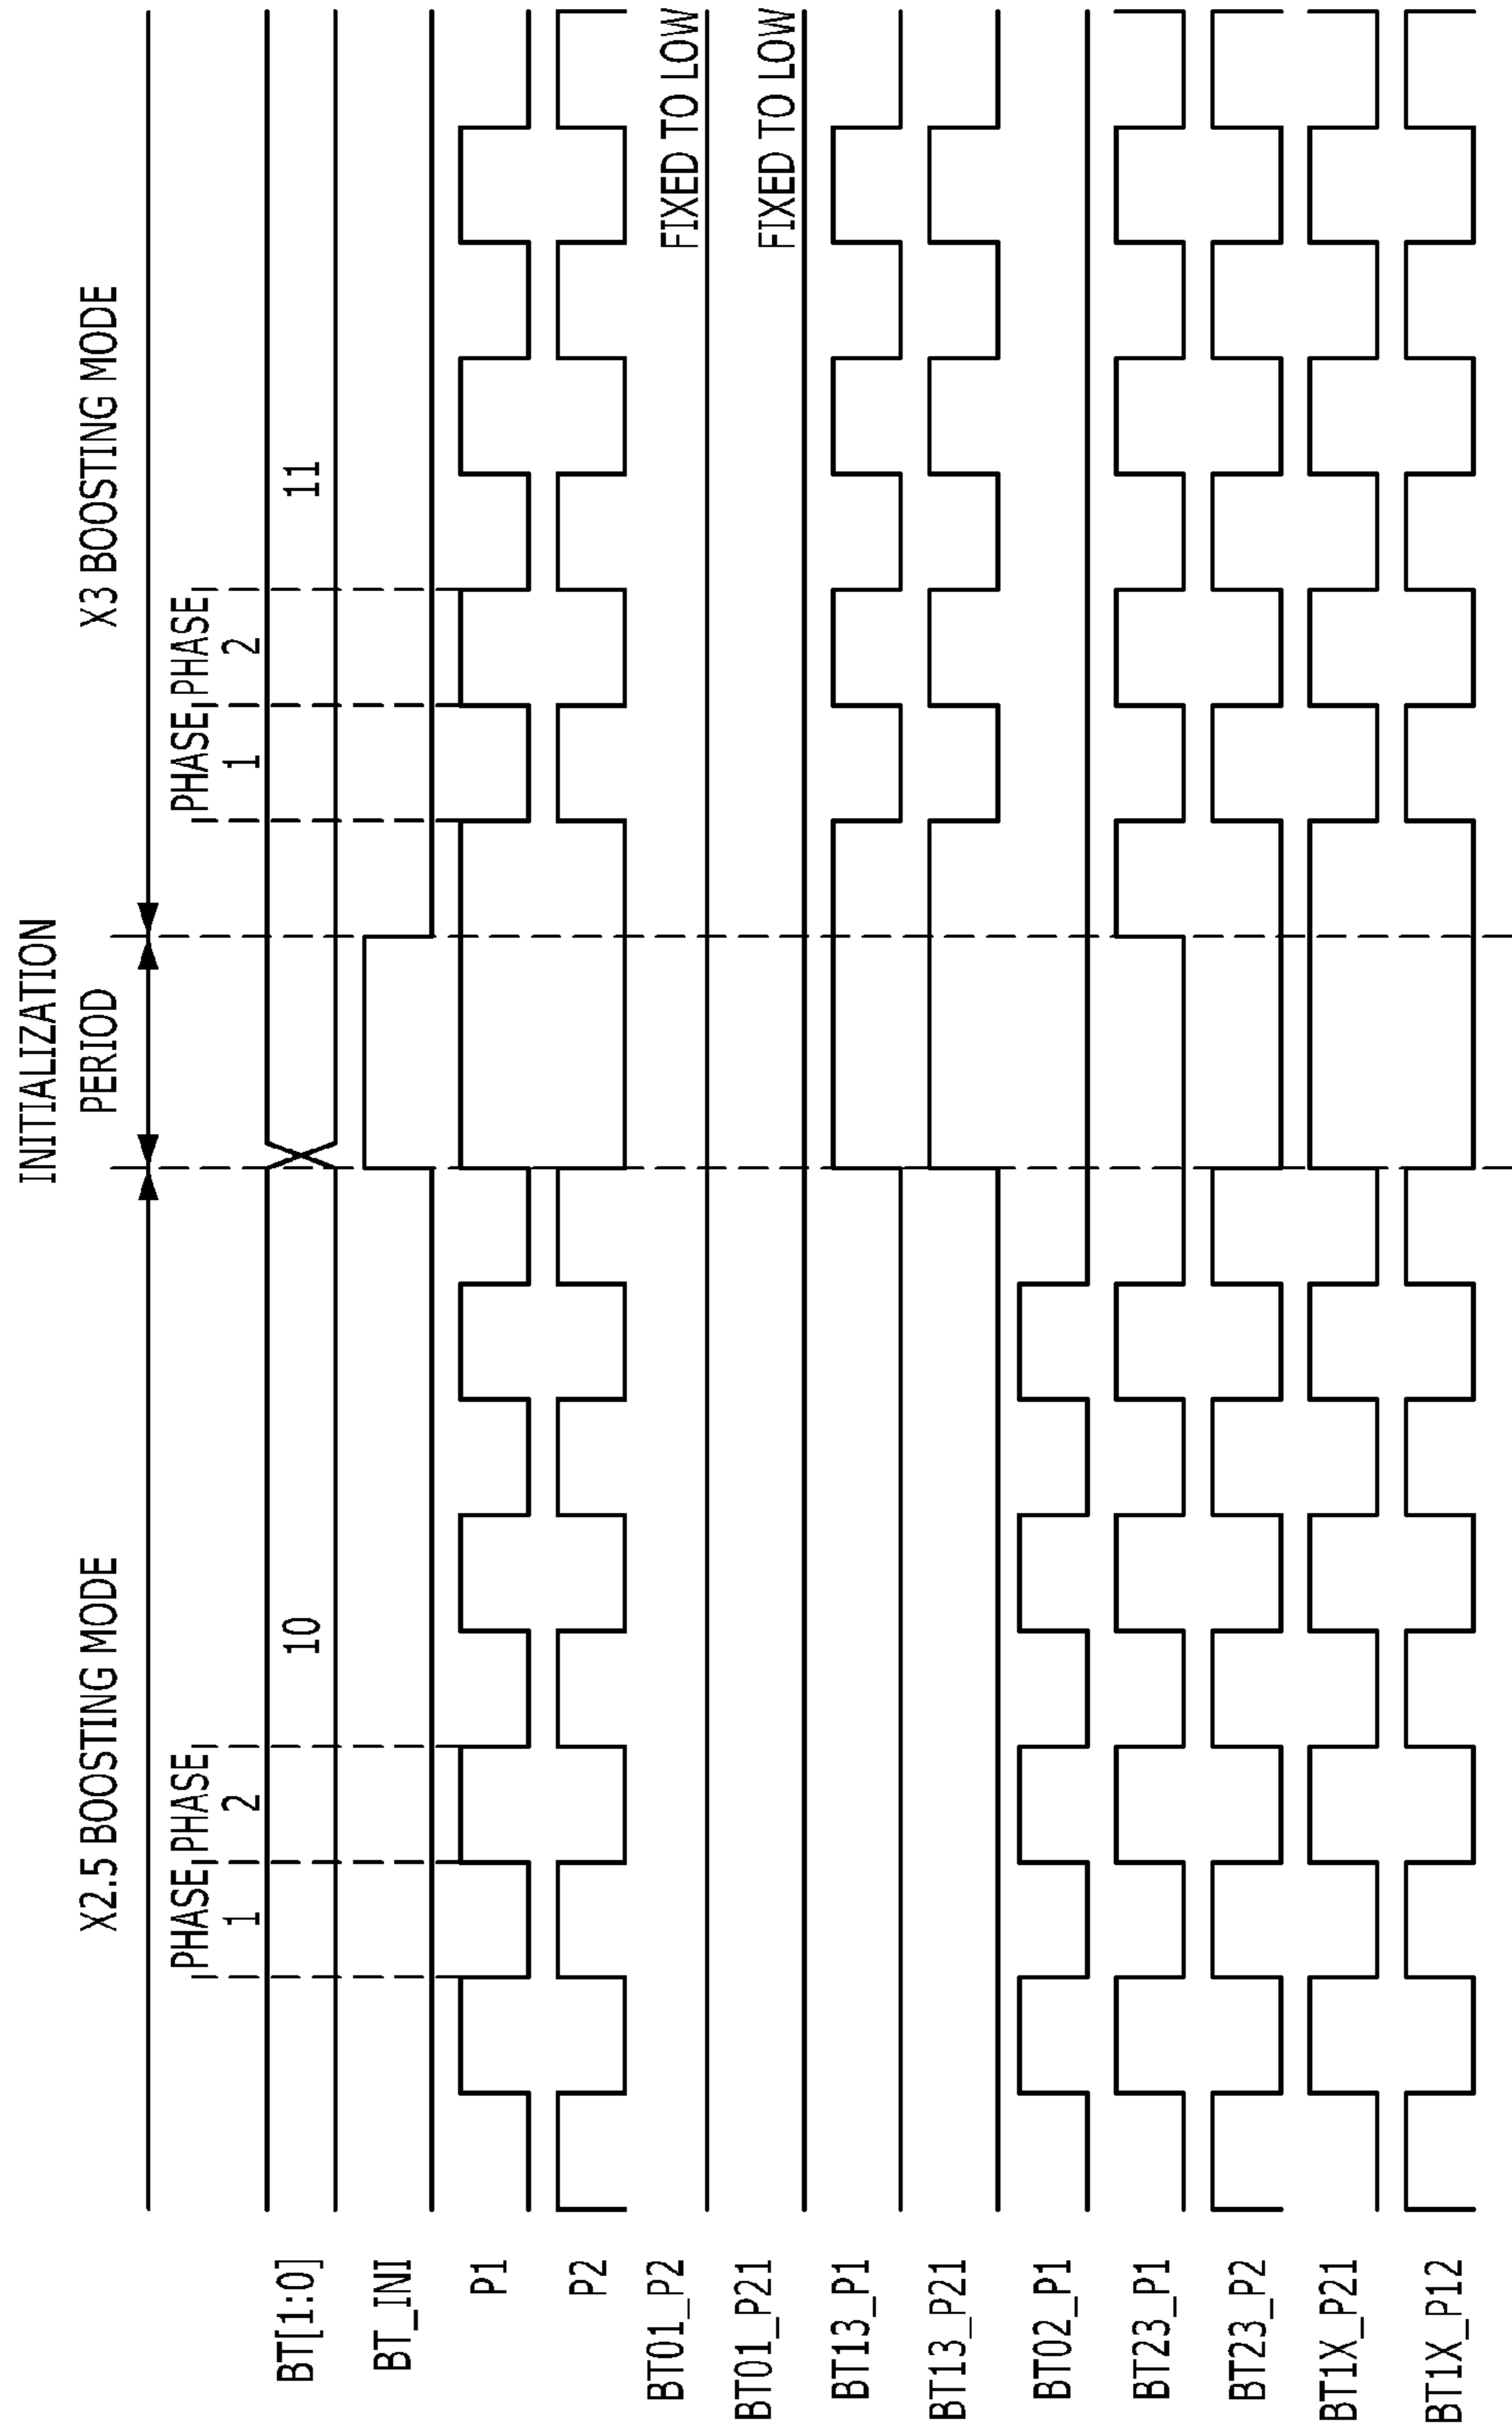 INITIALIZATION
X2.5 BOOSTING MODE
PERIOD
X3 BOOSTING MODE
PHASE PHASE
1 2
PHASE PHASE
1 2
BT[1:0]
10
11
BT_INI
P1
P2
BT01_P2
FIXED TO LOW
BT01_P21
FIXED TO LOW
BT13_P1
BT13_P21
BT02_P1
BT23_P1
BT23_P2
BT1X_P21
BT1X_P12